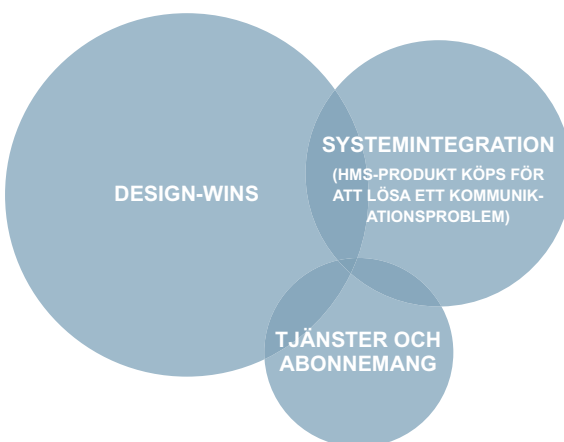 DESIGN-WINS
SYSTEMINTEGRATION
(HMS-PRODUKT KÖPS FÖR
ATT LÖSA ETT KOMMUNIK-
ATIONSPROBLEM)
TJÄNSTER OCH
ABONNEMANG